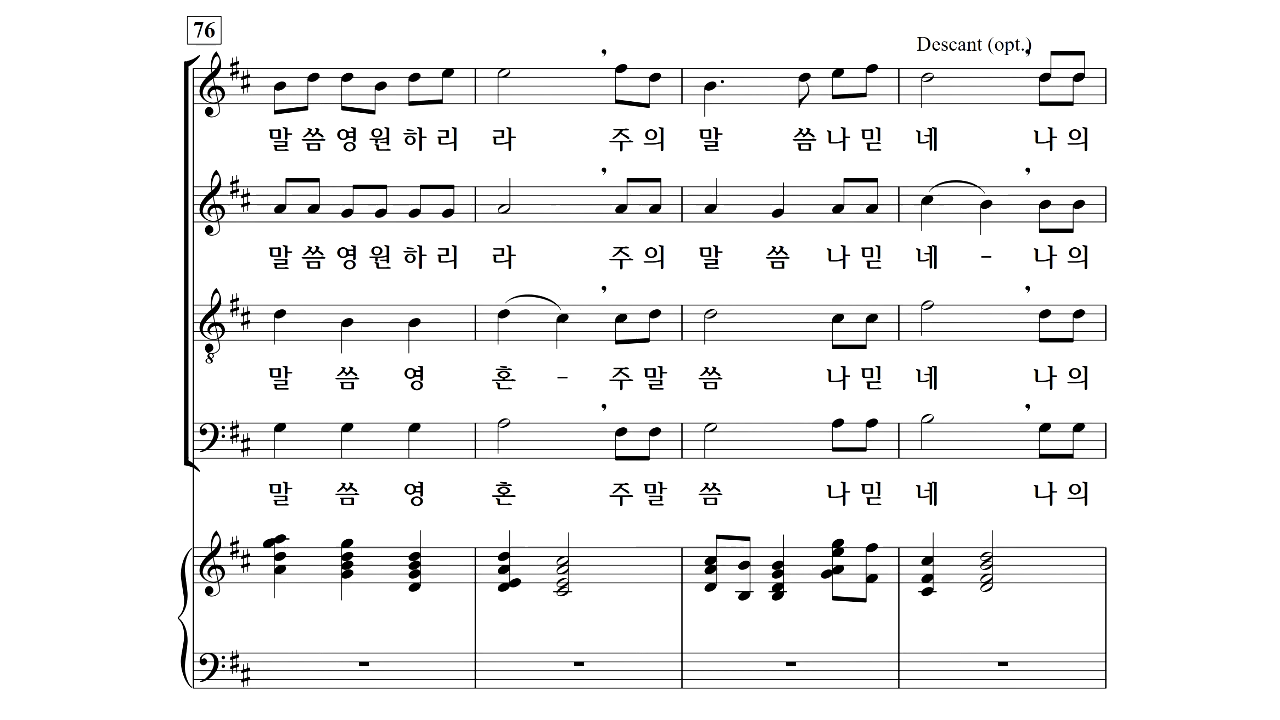 76
Descant (opt.)
말 씀 영 원 하 리 라 주 의 말 씀 나 믿 네 나 의
말 씀 영 원 하 리 라 주 의 말 씀 나 믿 네 - 나 의
8
말 씀 영 혼 - 주 말 씀 나 믿 네 나 의
말 씀 영 혼 주 말 씀 나 믿 네 나 의